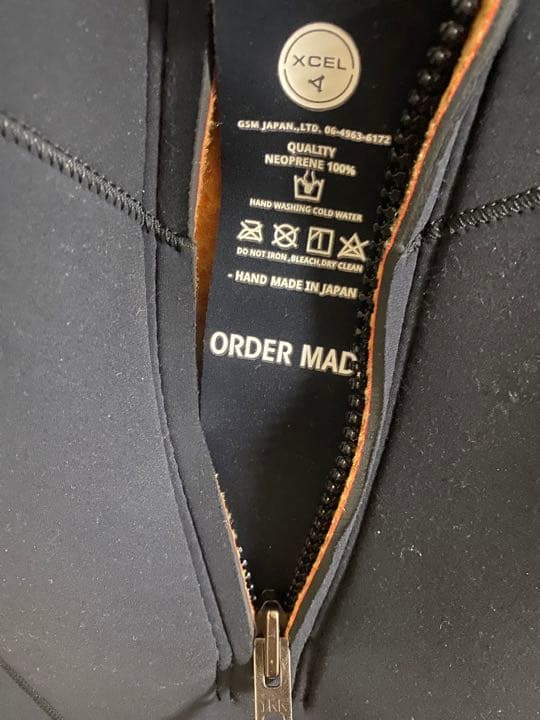 XCEL
GSM JAPAN.,LTD. 06-4963-6172
QUALITY
NEOPRENE 100%
HAND WASHING COLD WATER
DO NOT IRON ,BLEACH,DRY CLEAN
- HAND MADE IN JAPAN
ORDER MAD
YKK